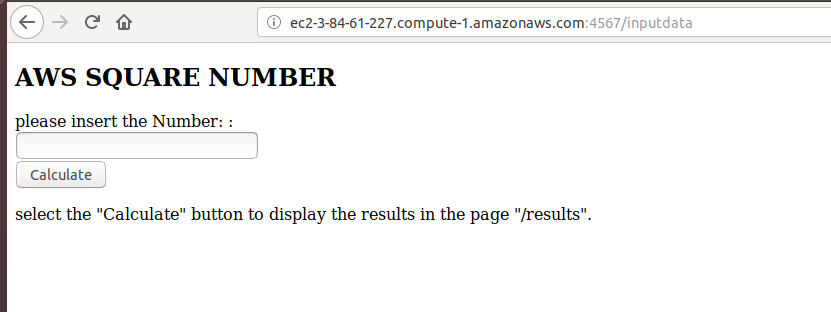 ec2-3-84-61-227.compute-1.amazonaws.com:4567/inputdata
AWS SQUARE NUMBER
please insert the Number: :
Calculate
select the "Calculate" button to display the results in the page "/results".